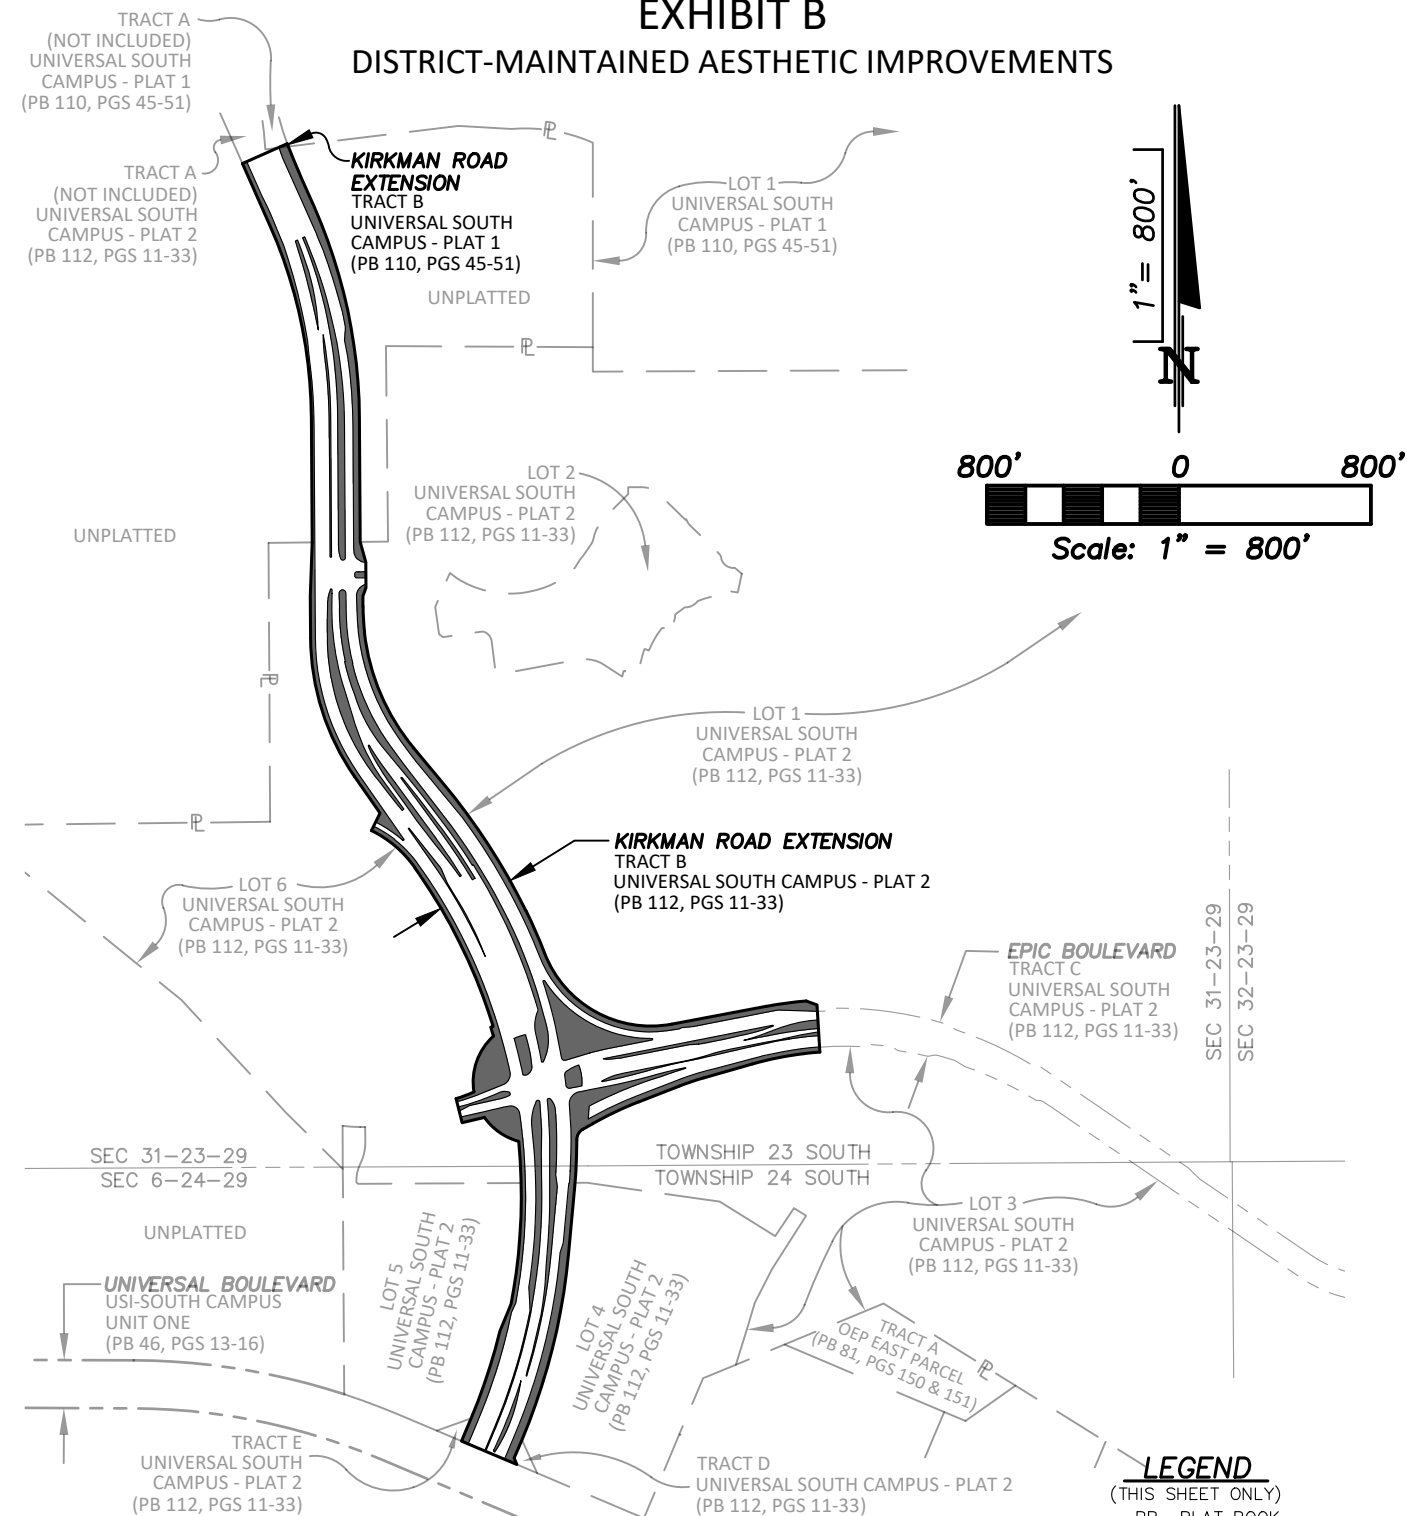 EXHIBIT B
DISTRICT-MAINTAINED AESTHETIC IMPROVEMENTS
TRACT A
(NOT INCLUDED)
UNIVERSAL SOUTH
CAMPUS - PLAT 1
(PB 110, PGS 45-51)
TRACT A
(NOT INCLUDED)
UNIVERSAL SOUTH
CAMPUS - PLAT 2
(PB 112, PGS 11-33)
KIRKMAN ROAD
EXTENSION
TRACT B
UNIVERSAL SOUTH
CAMPUS - PLAT 1
(PB 110, PGS 45-51)
PL
LOT 1
UNIVERSAL SOUTH
CAMPUS - PLAT 1
(PB 110, PGS 45-51)
UNPLATTED
PL
1"= 800'
N
800' 0 800'
Scale: 1" = 800'
LOT 2
UNIVERSAL SOUTH
CAMPUS - PLAT 2
(PB 112, PGS 11-33)
UNPLATTED
PL
LOT 1
UNIVERSAL SOUTH
CAMPUS - PLAT 2
(PB 112, PGS 11-33)
PL
KIRKMAN ROAD EXTENSION
TRACT B
UNIVERSAL SOUTH CAMPUS - PLAT 2
(PB 112, PGS 11-33)
LOT 6
UNIVERSAL SOUTH
CAMPUS - PLAT 2
(PB 112, PGS 11-33)
EPIC BOULEVARD
TRACT C
UNIVERSAL SOUTH
CAMPUS - PLAT 2
(PB 112, PGS 11-33)
SEC 31-23-29
SEC 32-23-29
SEC 31-23-29
SEC 6-24-29
TOWNSHIP 23 SOUTH
TOWNSHIP 24 SOUTH
UNPLATTED
LOT 5
UNIVERSAL SOUTH
CAMPUS - PLAT 2
(PB 112, PGS 11-33)
LOT 4
UNIVERSAL SOUTH
CAMPUS - PLAT 2
(PB 112, PGS 11-33)
LOT 3
UNIVERSAL SOUTH
CAMPUS - PLAT 2
(PB 112, PGS 11-33)
UNIVERSAL BOULEVARD
USI-SOUTH CAMPUS
UNIT ONE
(PB 46, PGS 13-16)
TRACT A
OEP EAST PARCEL
(PB 81, PGS 150 & 151)
PL
TRACT E
UNIVERSAL SOUTH
CAMPUS - PLAT 2
(PB 112, PGS 11-33)
TRACT D
UNIVERSAL SOUTH CAMPUS - PLAT 2
(PB 112, PGS 11-33)
LEGEND
(THIS SHEET ONLY)
PB PLAT BOOK